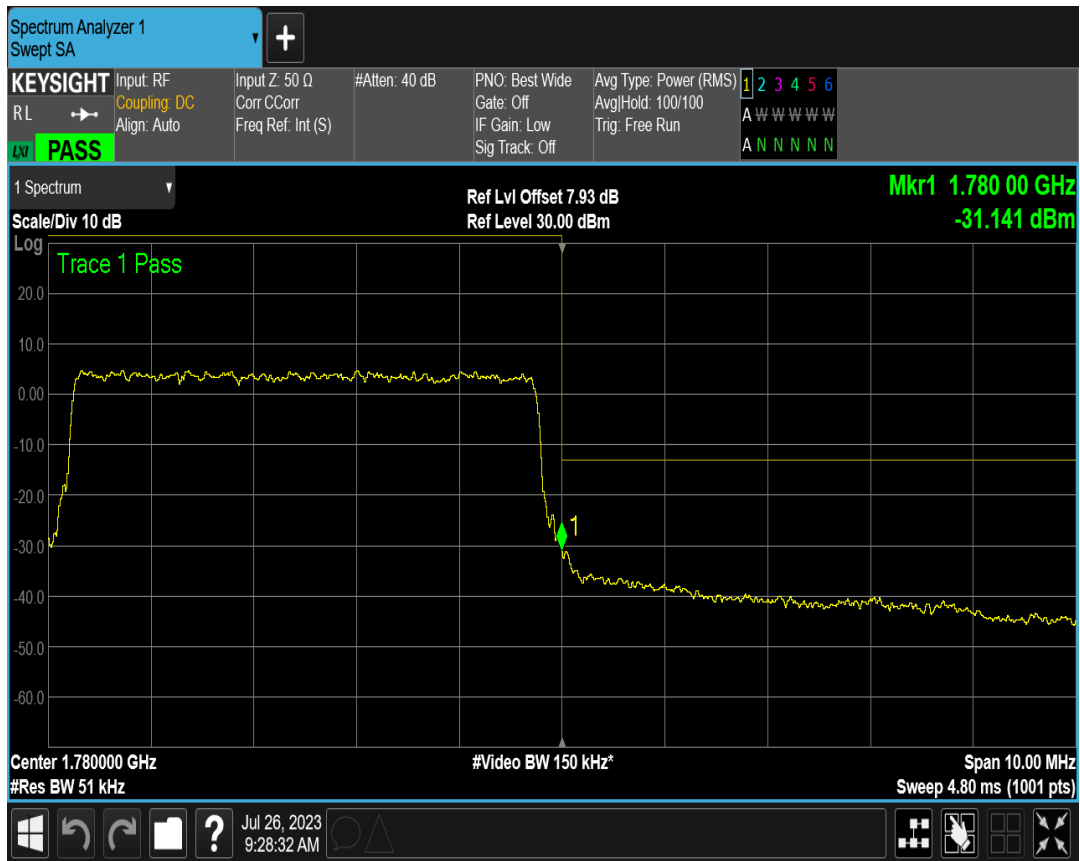 Spectrum Analyzer 1
Swept SA
+
KEYSIGHT
RL
LXI PASS
Input: RF
Coupling: DC
Align: Auto
Input Z: 50 Ω
Corr CCorr
Freq Ref: Int (S)
#Atten: 40 dB
PNO: Best Wide
Gate: Off
IF Gain: Low
Sig Track: Off
Avg Type: Power (RMS)
Avg|Hold: 100/100
Trig: Free Run
1 2 3 4 5 6
A W W W W W
A N N N N N
1 Spectrum
Scale/Div 10 dB
Ref Lvl Offset 7.93 dB
Ref Level 30.00 dBm
Mkr1 1.780 00 GHz
-31.141 dBm
Log
Trace 1 Pass
20.0
10.0
0.00
-10.0
-20.0
1
-30.0
-40.0
-50.0
-60.0
Center 1.780000 GHz
#Video BW 150 kHz*
Span 10.00 MHz
#Res BW 51 kHz
Sweep 4.80 ms (1001 pts)
?
Jul 26, 2023
9:28:32 AM